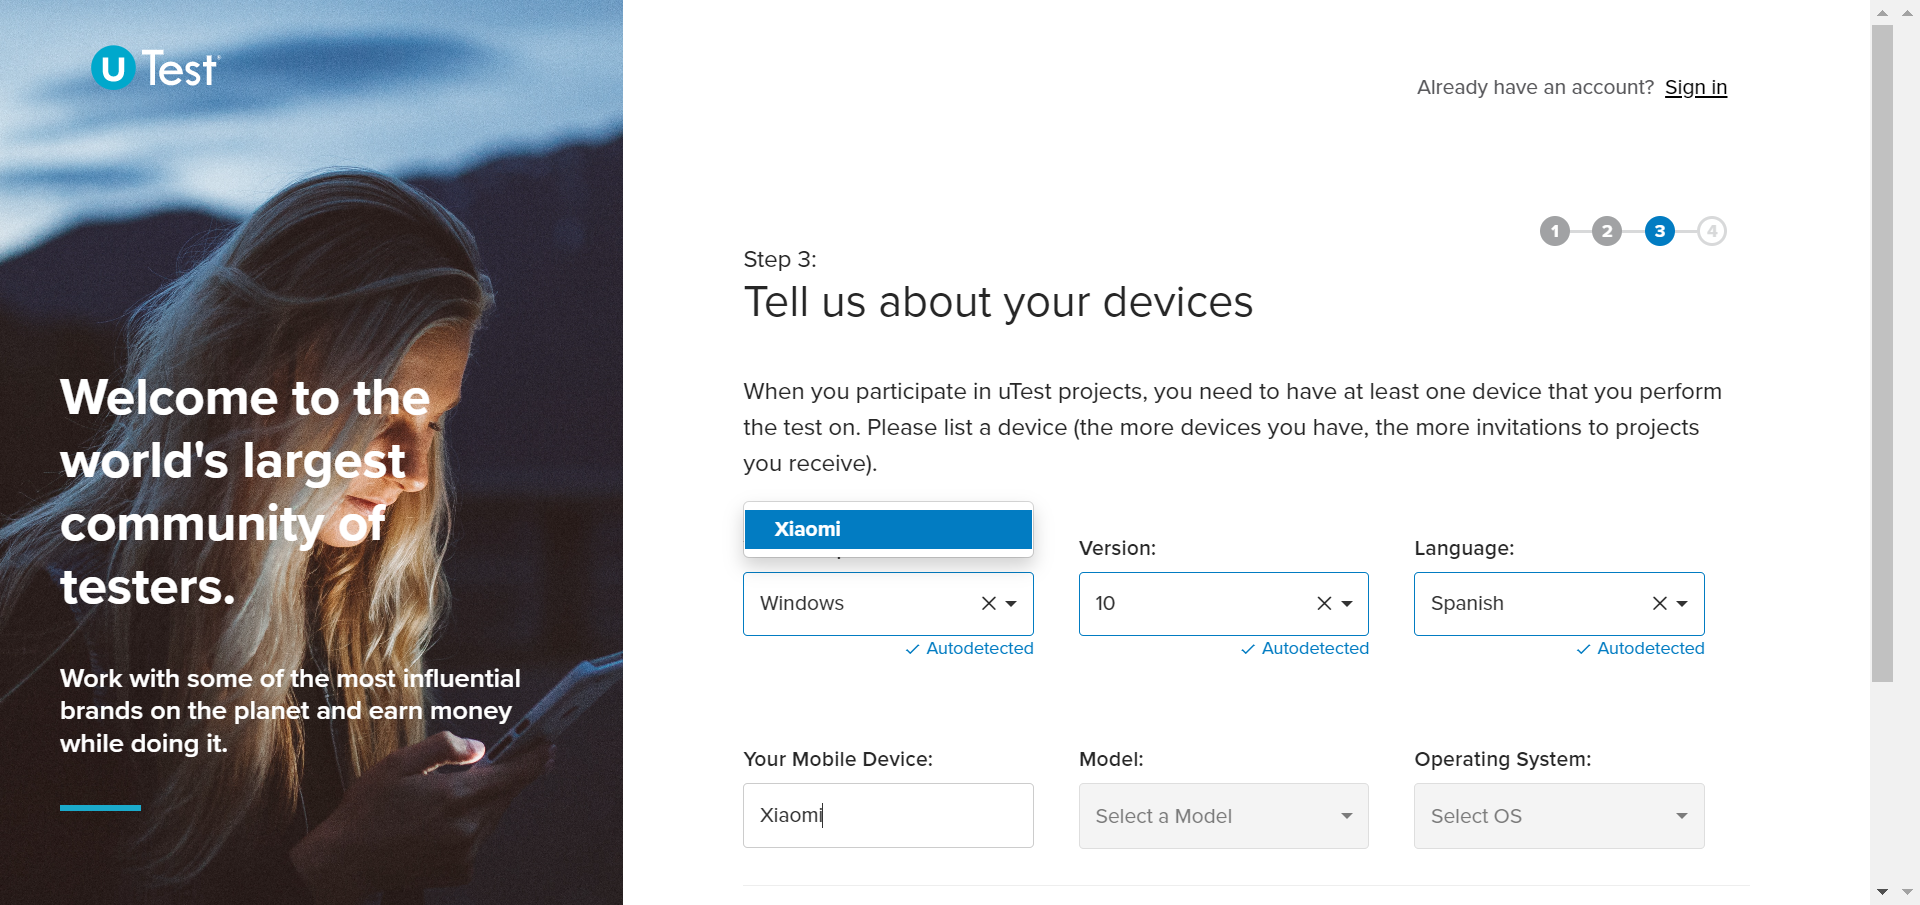 uTest
Already have an account? Sign in
1 2 3 4
Step 3:
Tell us about your devices
When you participate in uTest projects, you need to have at least one device that you perform
the test on. Please list a device (the more devices you have, the more invitations to projects
you receive).
Xiaomi
Version:
Language:
Windows
10
Spanish
Autodetected
Autodetected
Autodetected
Your Mobile Device:
Model:
Operating System:
Xiaomi
Select a Model
Select OS
Welcome to the
world's largest
community of
testers.
Work with some of the most influential
brands on the planet and earn money
while doing it.